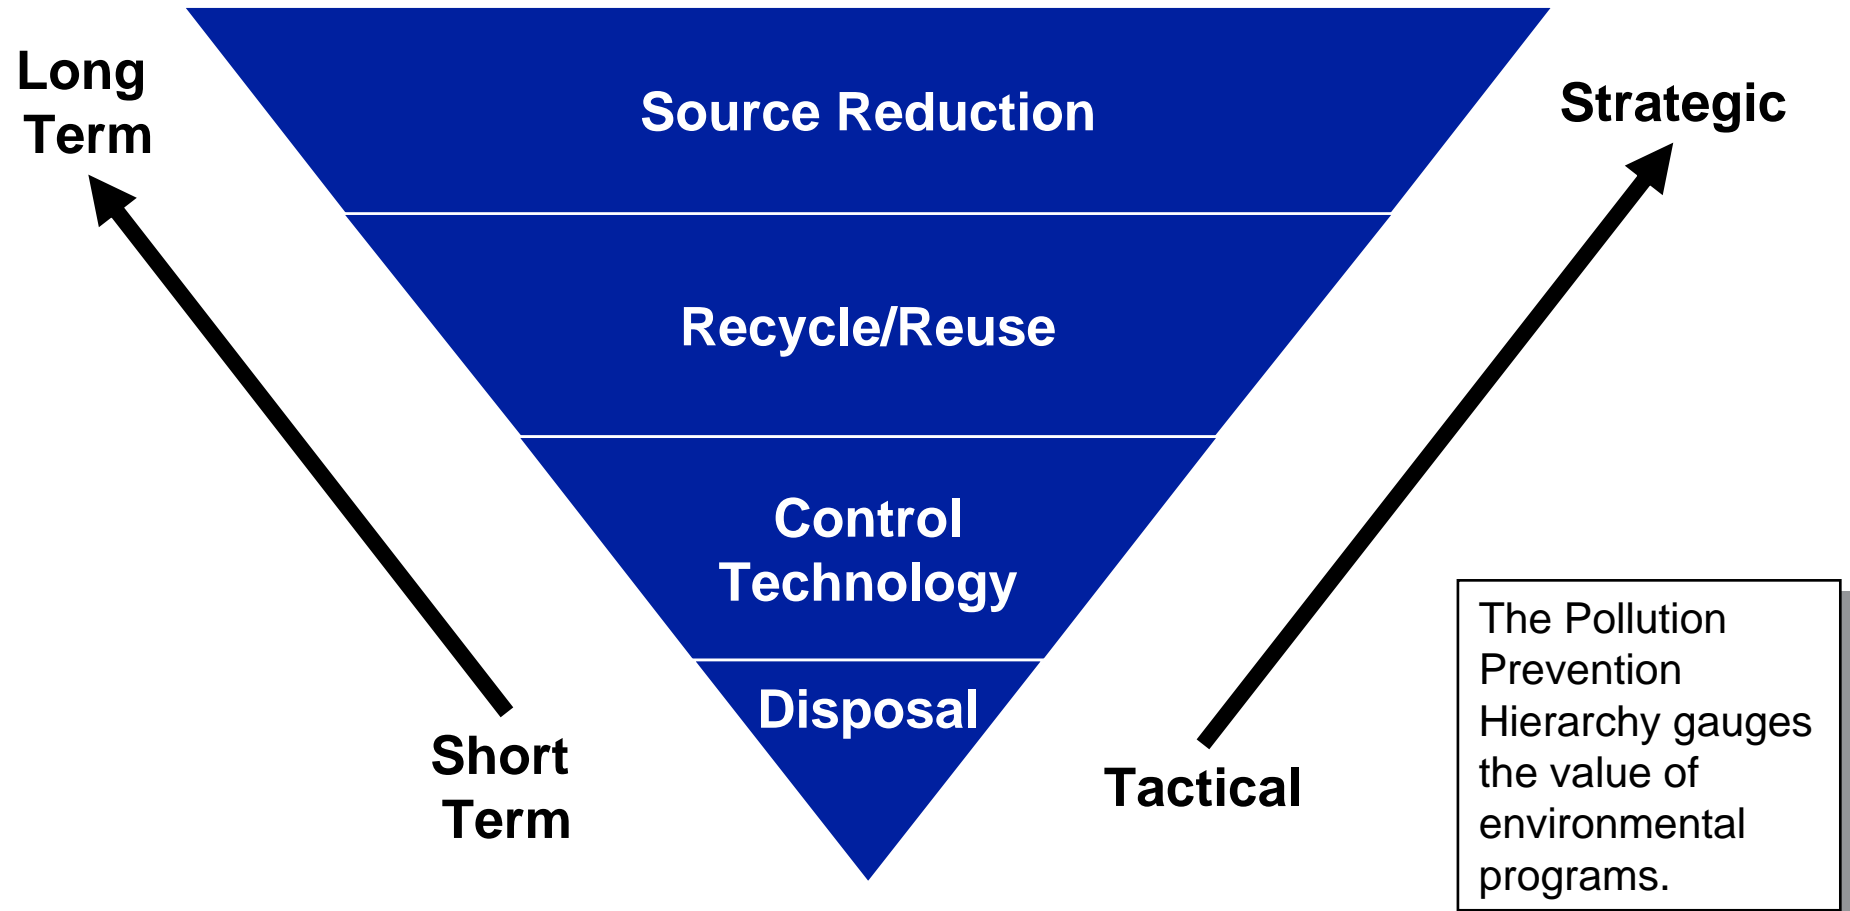 Long
Term
Source Reduction
Strategic
Recycle/Reuse
Control
Technology
Disposal
Short
Term
Tactical
The Pollution
Prevention
Hierarchy gauges
the value of
environmental
programs.